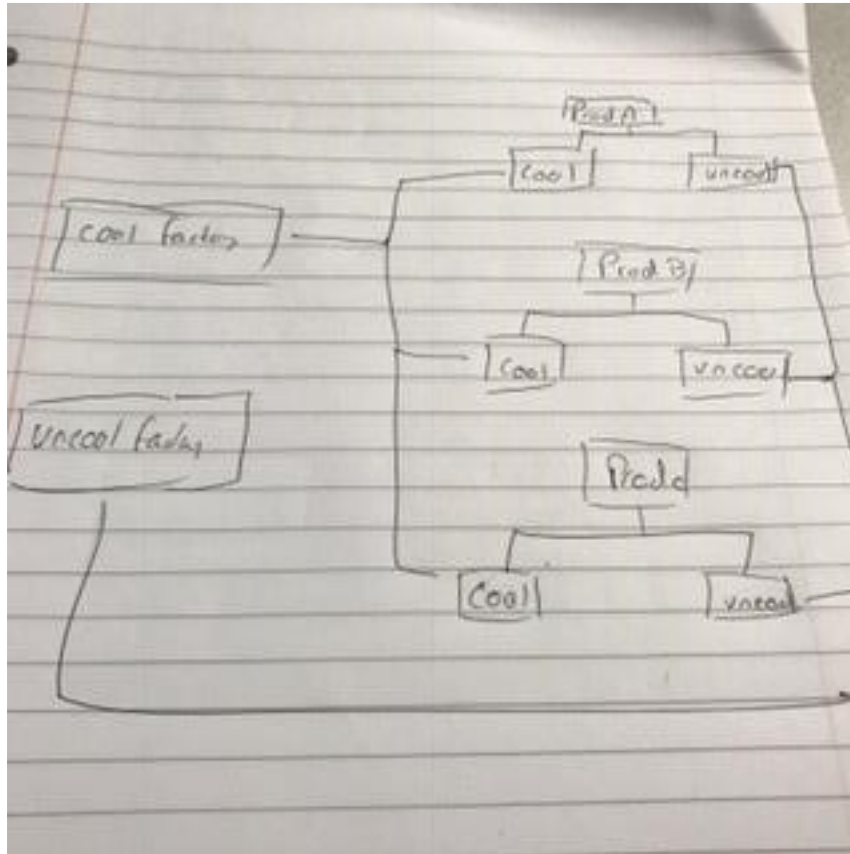 Prod A
cool
uncool
cool factory
Prod B
cool
uncool
uncool factory
Prod c
cool
uncool